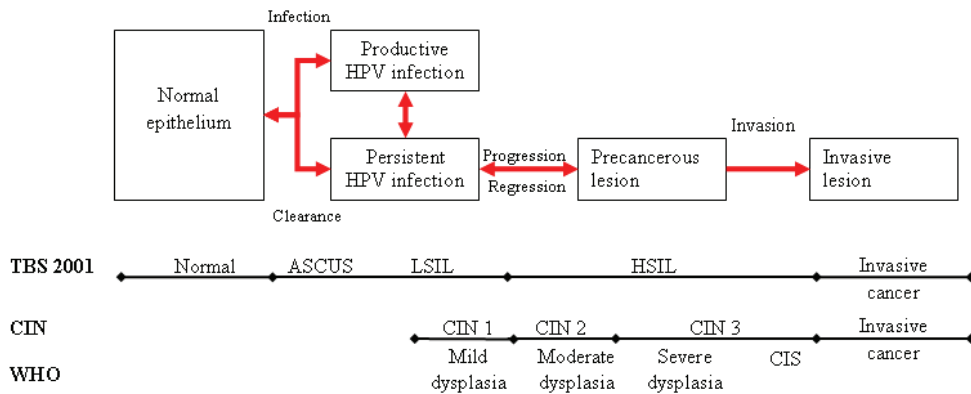 Infection
Productive
HPV infection
Normal
epithelium
Persistent
HPV infection
Progression
Regression
Precancerous
lesion
Invasion
Invasive
lesion
Clearance
TBS 2001
Normal
ASCUS
LSIL
HSIL
Invasive
cancer
CIN
CIN 1
CIN 2
CIN 3
Invasive
cancer
WHO
Mild
dysplasia
Moderate
dysplasia
Severe
dysplasia
CIS